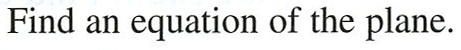 Find an equation of the plane.